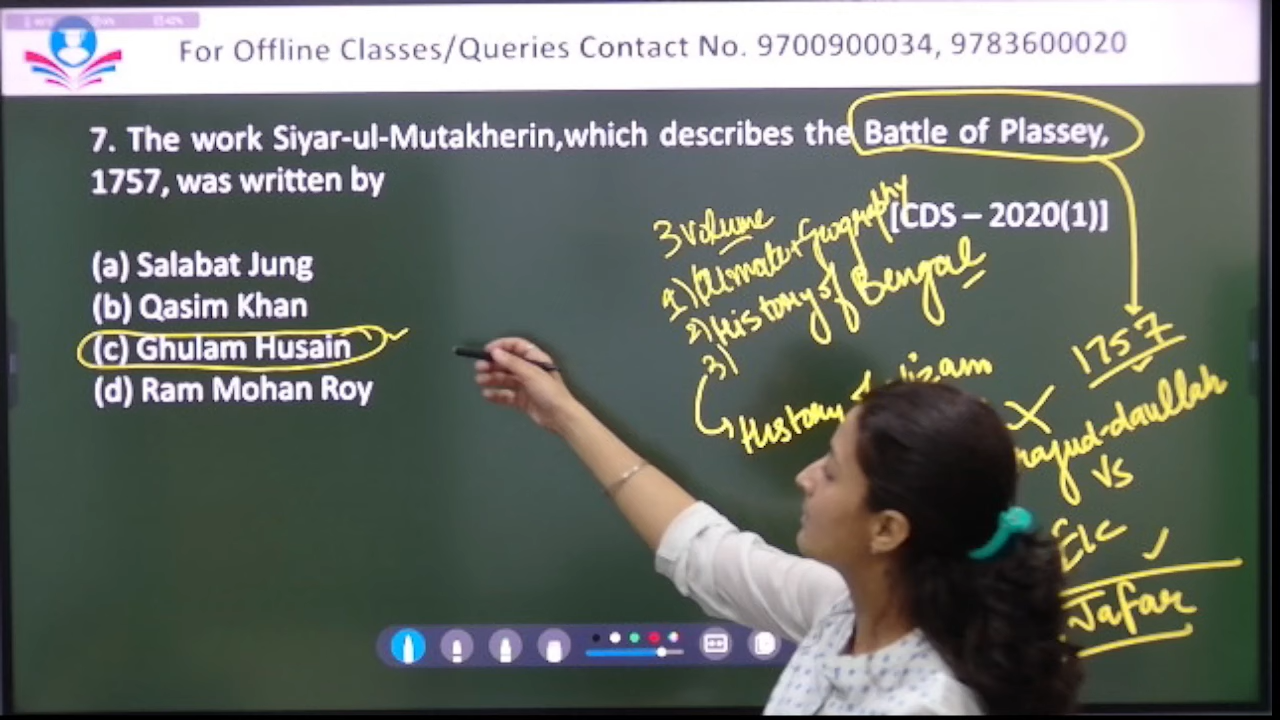 For Offline Classes/Queries Contact No. 9700900034, 9783600020
7. The work Siyar-ul-Mutakherin,which describes the Battle of Plassey,
1757, was written by
[CDS – 2020(1)]
(a) Salabat Jung
(b) Qasim Khan
(c) Ghulam Husain
(d) Ram Mohan Roy
3 volume
1) Climate + Geography
2) History of Bengal
3)
History
1757
daullah
vs
EIC
Jafar